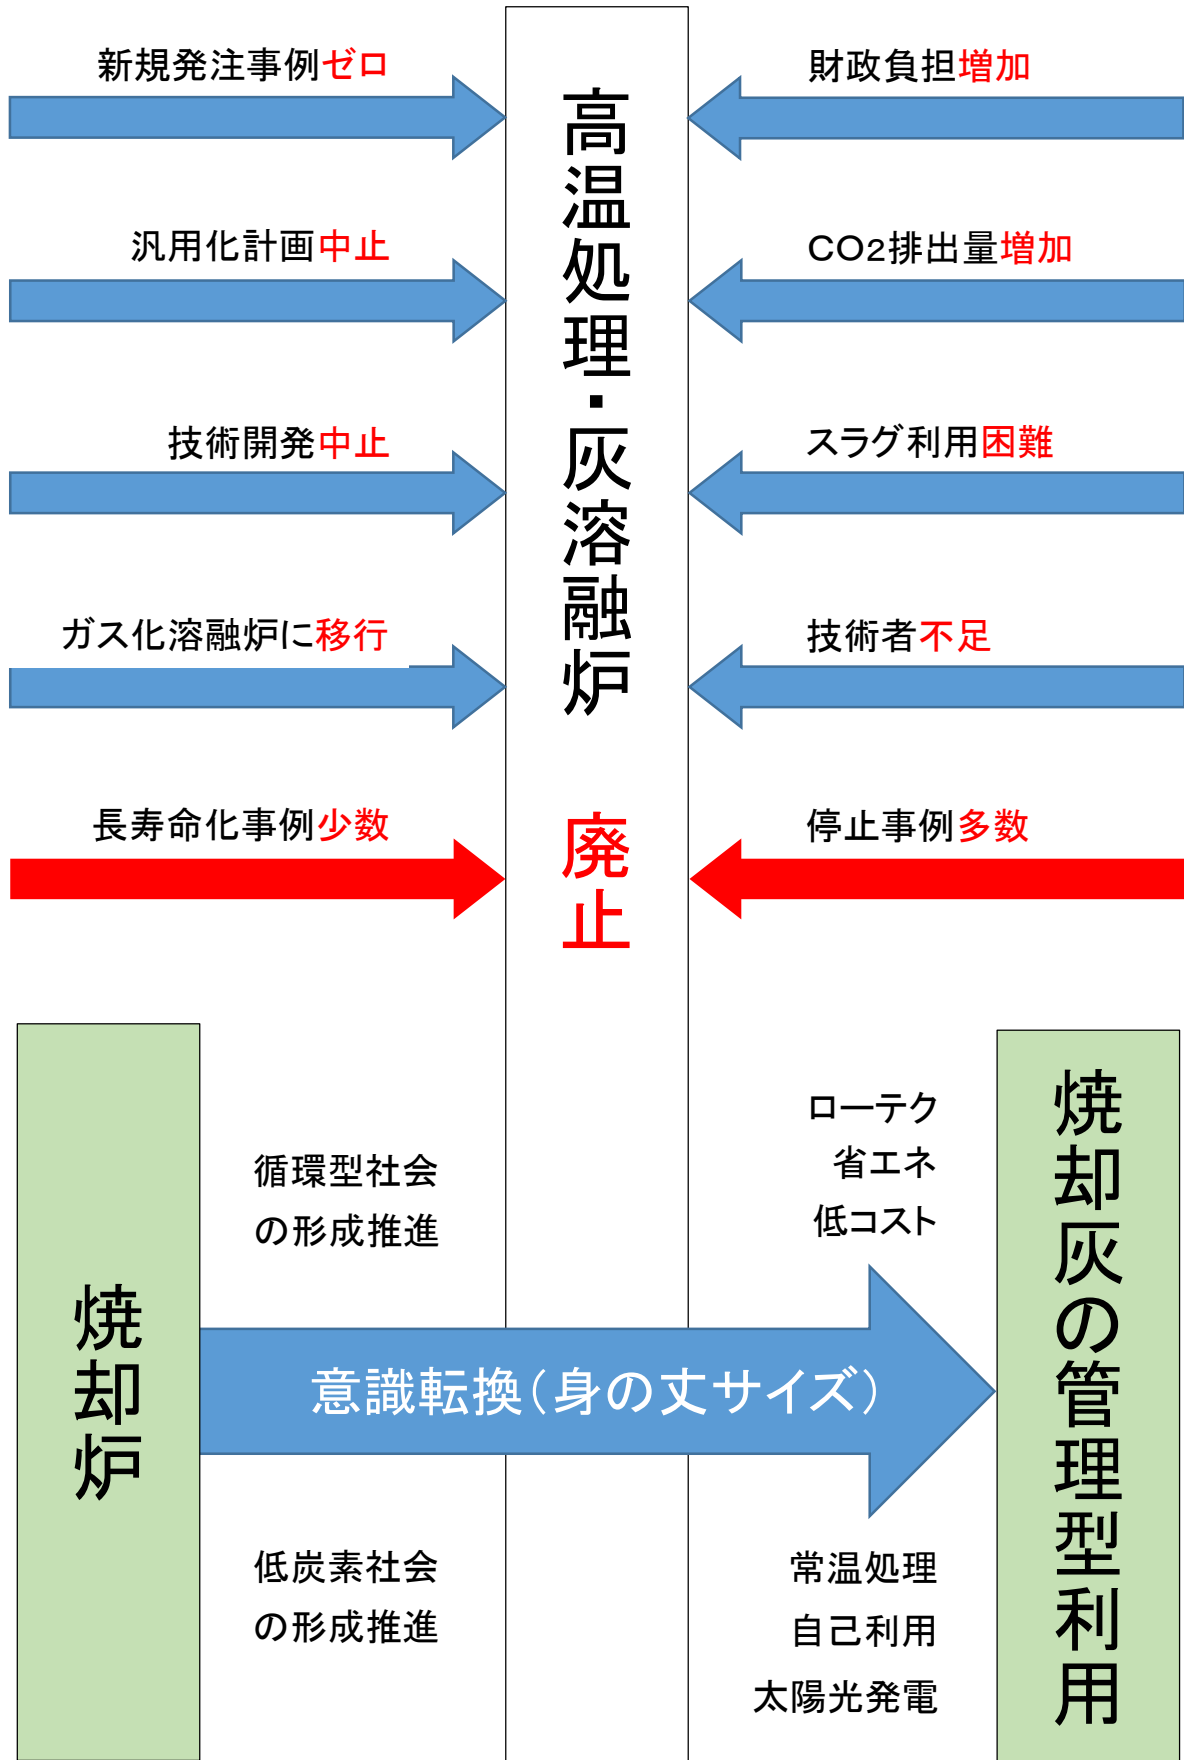 新規発注事例ゼロ
財政負担増加
汎用化計画中止
CO2排出量増加
技術開発中止
スラグ利用困難
ガス化溶融炉に移行
技術者不足
長寿命化事例少数
停止事例多数
高温処理・灰溶融炉 廃止
焼却炉
循環型社会
の形成推進
ローテク
省エネ
低コスト
意識転換(身の丈サイズ)
低炭素社会
の形成推進
常温処理
自己利用
太陽光発電
焼却灰の管理型利用